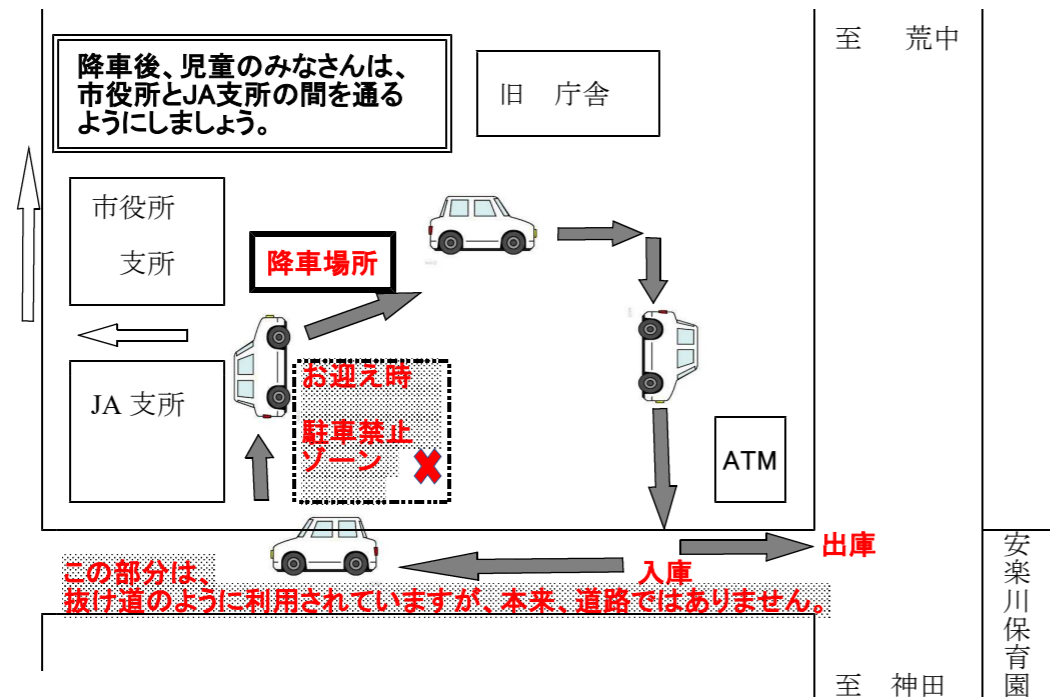 至 荒中
降車後、児童のみなさんは、
市役所とJA支所の間を通る
ようにしましょう。
旧 庁舎
市役所
支所
降車場所
お迎え時
JA 支所
駐車禁止
ゾーン
ATM
出庫
入庫
この部分は、
抜け道のように利用されていますが、本来、道路ではありません。
安楽川保育園
至 神田